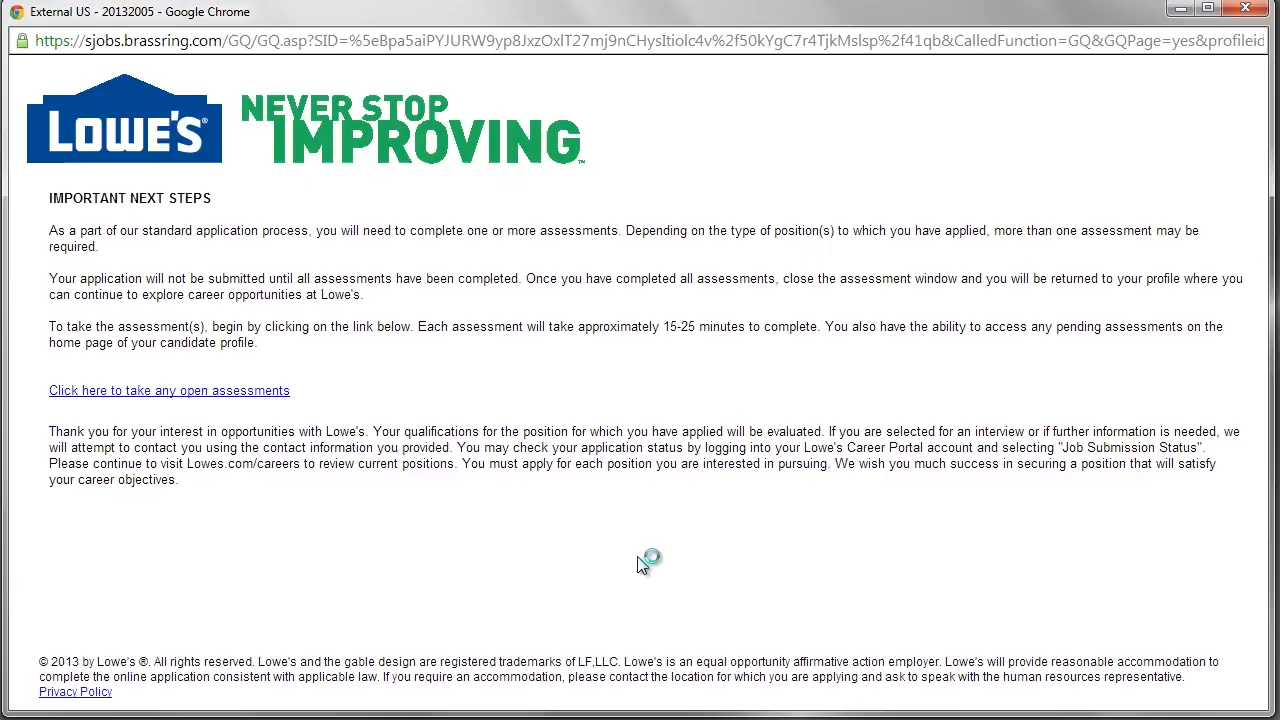 External US - 20132005 - Google Chrome
https://sjobs.brassring.com/GQ/GQ.asp?SID=%5eBpa5aiPYJURW9yp8JxzOxlT27mj9nCHysItiolc4v%2f50kYgC7r4TjkMslsp%2f41qb&CalledFunction=GQ&GQPage=yes&profileid
LOWE'S®
NEVER STOP
IMPROVING™
IMPORTANT NEXT STEPS
As a part of our standard application process, you will need to complete one or more assessments. Depending on the type of position(s) to which you have applied, more than one assessment may be
required.
Your application will not be submitted until all assessments have been completed. Once you have completed all assessments, close the assessment window and you will be returned to your profile where you
can continue to explore career opportunities at Lowe's.
To take the assessment(s), begin by clicking on the link below. Each assessment will take approximately 15-25 minutes to complete. You also have the ability to access any pending assessments on the
home page of your candidate profile.
Click here to take any open assessments
Thank you for your interest in opportunities with Lowe's. Your qualifications for the position for which you have applied will be evaluated. If you are selected for an interview or if further information is needed, we
will attempt to contact you using the contact information you provided. You may check your application status by logging into your Lowe's Career Portal account and selecting "Job Submission Status".
Please continue to visit Lowes.com/careers to review current positions. You must apply for each position you are interested in pursuing. We wish you much success in securing a position that will satisfy
your career objectives.
© 2013 by Lowe's ®. All rights reserved. Lowe's and the gable design are registered trademarks of LF,LLC. Lowe's is an equal opportunity affirmative action employer. Lowe's will provide reasonable accommodation to
complete the online application consistent with applicable law. If you require an accommodation, please contact the location for which you are applying and ask to speak with the human resources representative.
Privacy Policy